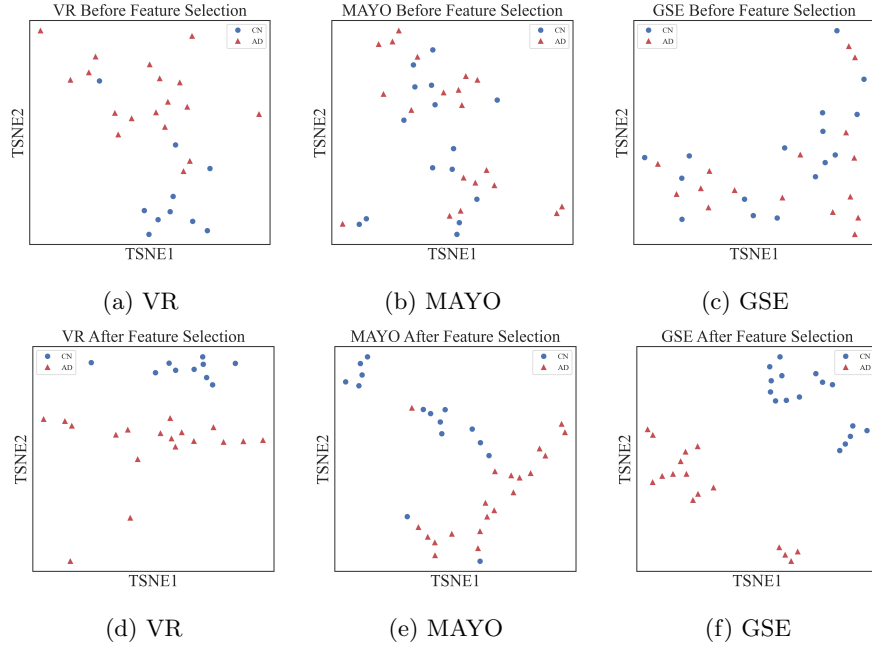 VR Before Feature Selection
CN
AD
TSNE2
TSNE1
(a) VR
MAYO Before Feature Selection
CN
AD
TSNE2
TSNE1
(b) MAYO
GSE Before Feature Selection
CN
AD
TSNE2
TSNE1
(c) GSE
VR After Feature Selection
CN
AD
TSNE2
TSNE1
(d) VR
MAYO After Feature Selection
CN
AD
TSNE2
TSNE1
(e) MAYO
GSE After Feature Selection
CN
AD
TSNE2
TSNE1
(f) GSE